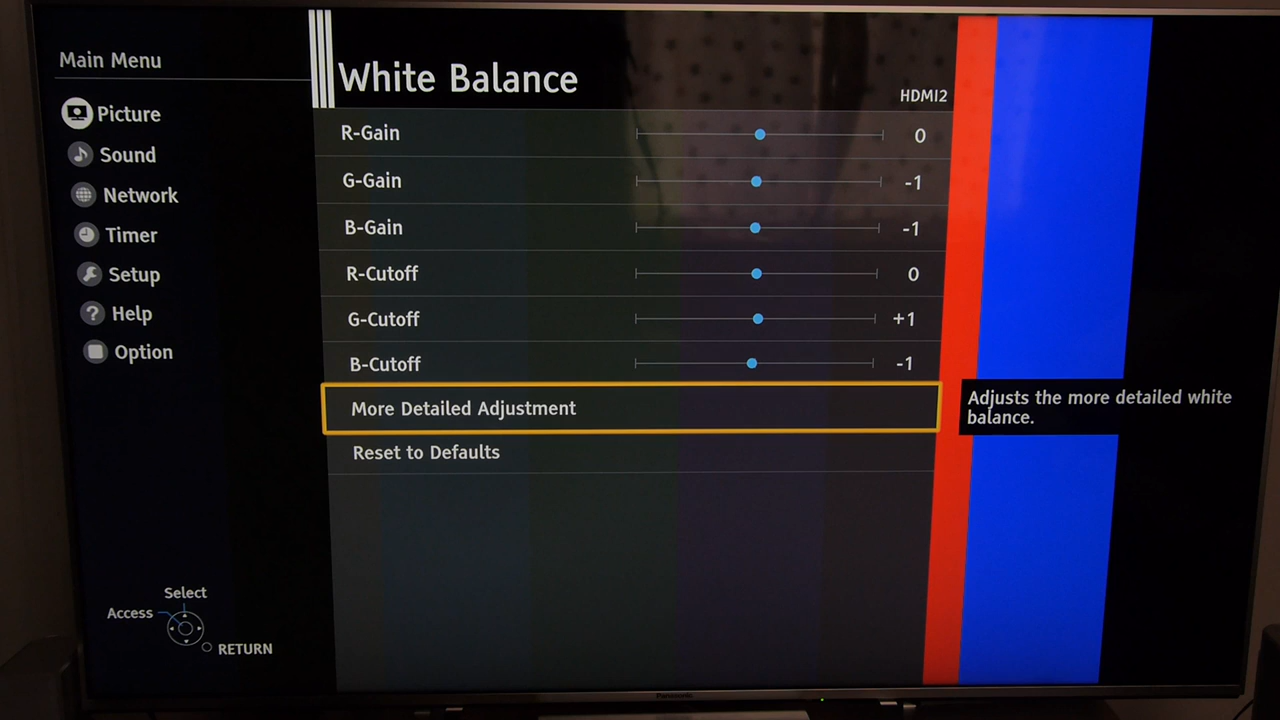 Main Menu
Picture
Sound
Network
Timer
Setup
Help
Option
Select
Access
RETURN
White Balance
HDMI2
R-Gain 0
G-Gain -1
B-Gain -1
R-Cutoff 0
G-Cutoff +1
B-Cutoff -1
More Detailed Adjustment
Reset to Defaults
Adjusts the more detailed white
balance.
Panasonic